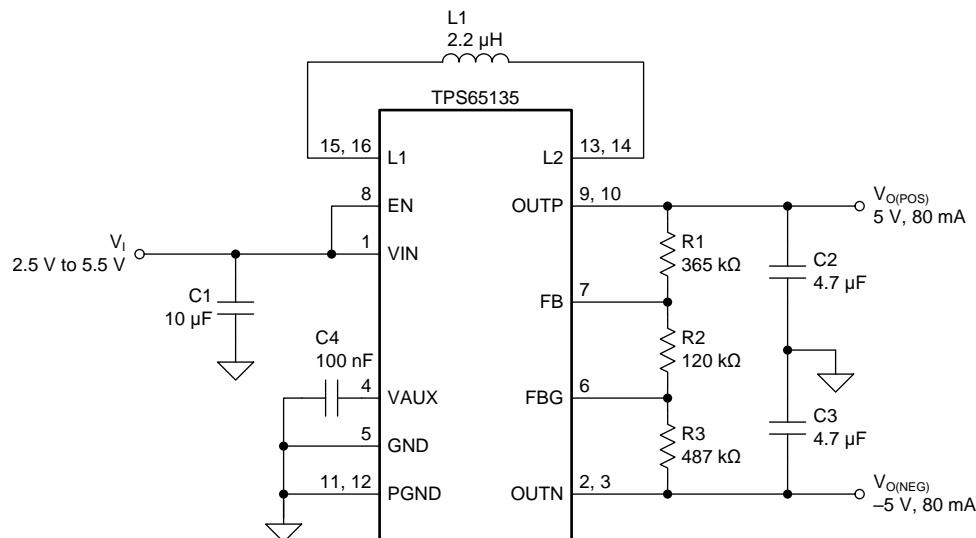 L1
2.2 µH
TPS65135
15, 16
L1
L2
13, 14
8
EN
OUTP
9, 10
VO(POS)
5 V, 80 mA
VI
2.5 V to 5.5 V
1
VIN
R1
365 kΩ
C2
4.7 µF
C1
10 µF
FB
7
C4
100 nF
R2
120 kΩ
4
VAUX
FBG
6
5
GND
R3
487 kΩ
C3
4.7 µF
11, 12
PGND
OUTN
2, 3
VO(NEG)
–5 V, 80 mA